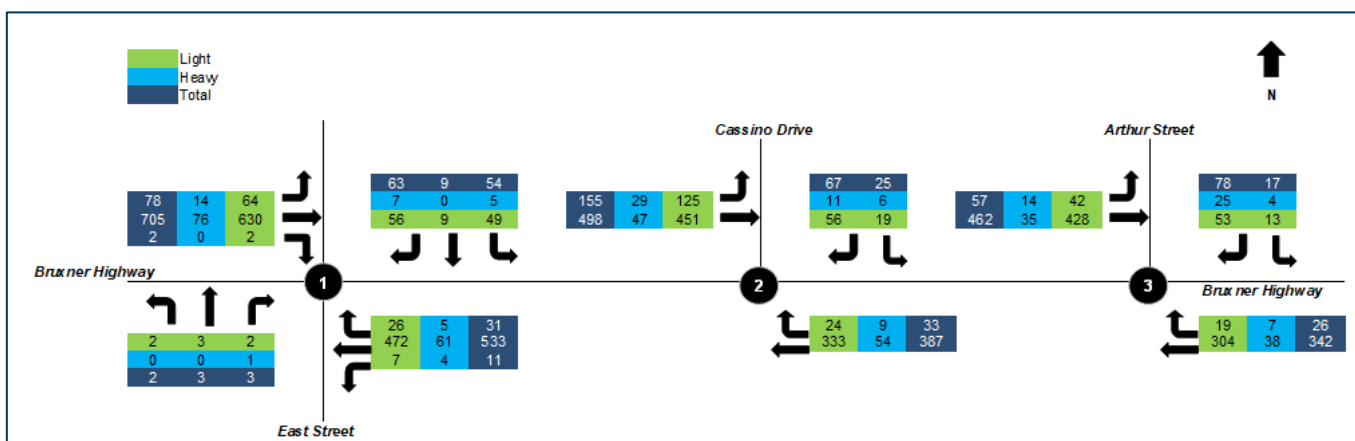 Light
Heavy
Total
N
Cassino Drive
Arthur Street
63 9 54
7 0 5
56 9 49
67 25
11 6
56 19
78 17
25 4
53 13
78 14 64
705 76 630
2 0 2
155 29 125
498 47 451
57 14 42
462 35 428
Bruxner Highway
1
2
3
Bruxner Highway
2 3 2
0 0 1
2 3 3
26 5 31
472 61 533
7 4 11
24 9 33
333 54 387
19 7 26
304 38 342
East Street